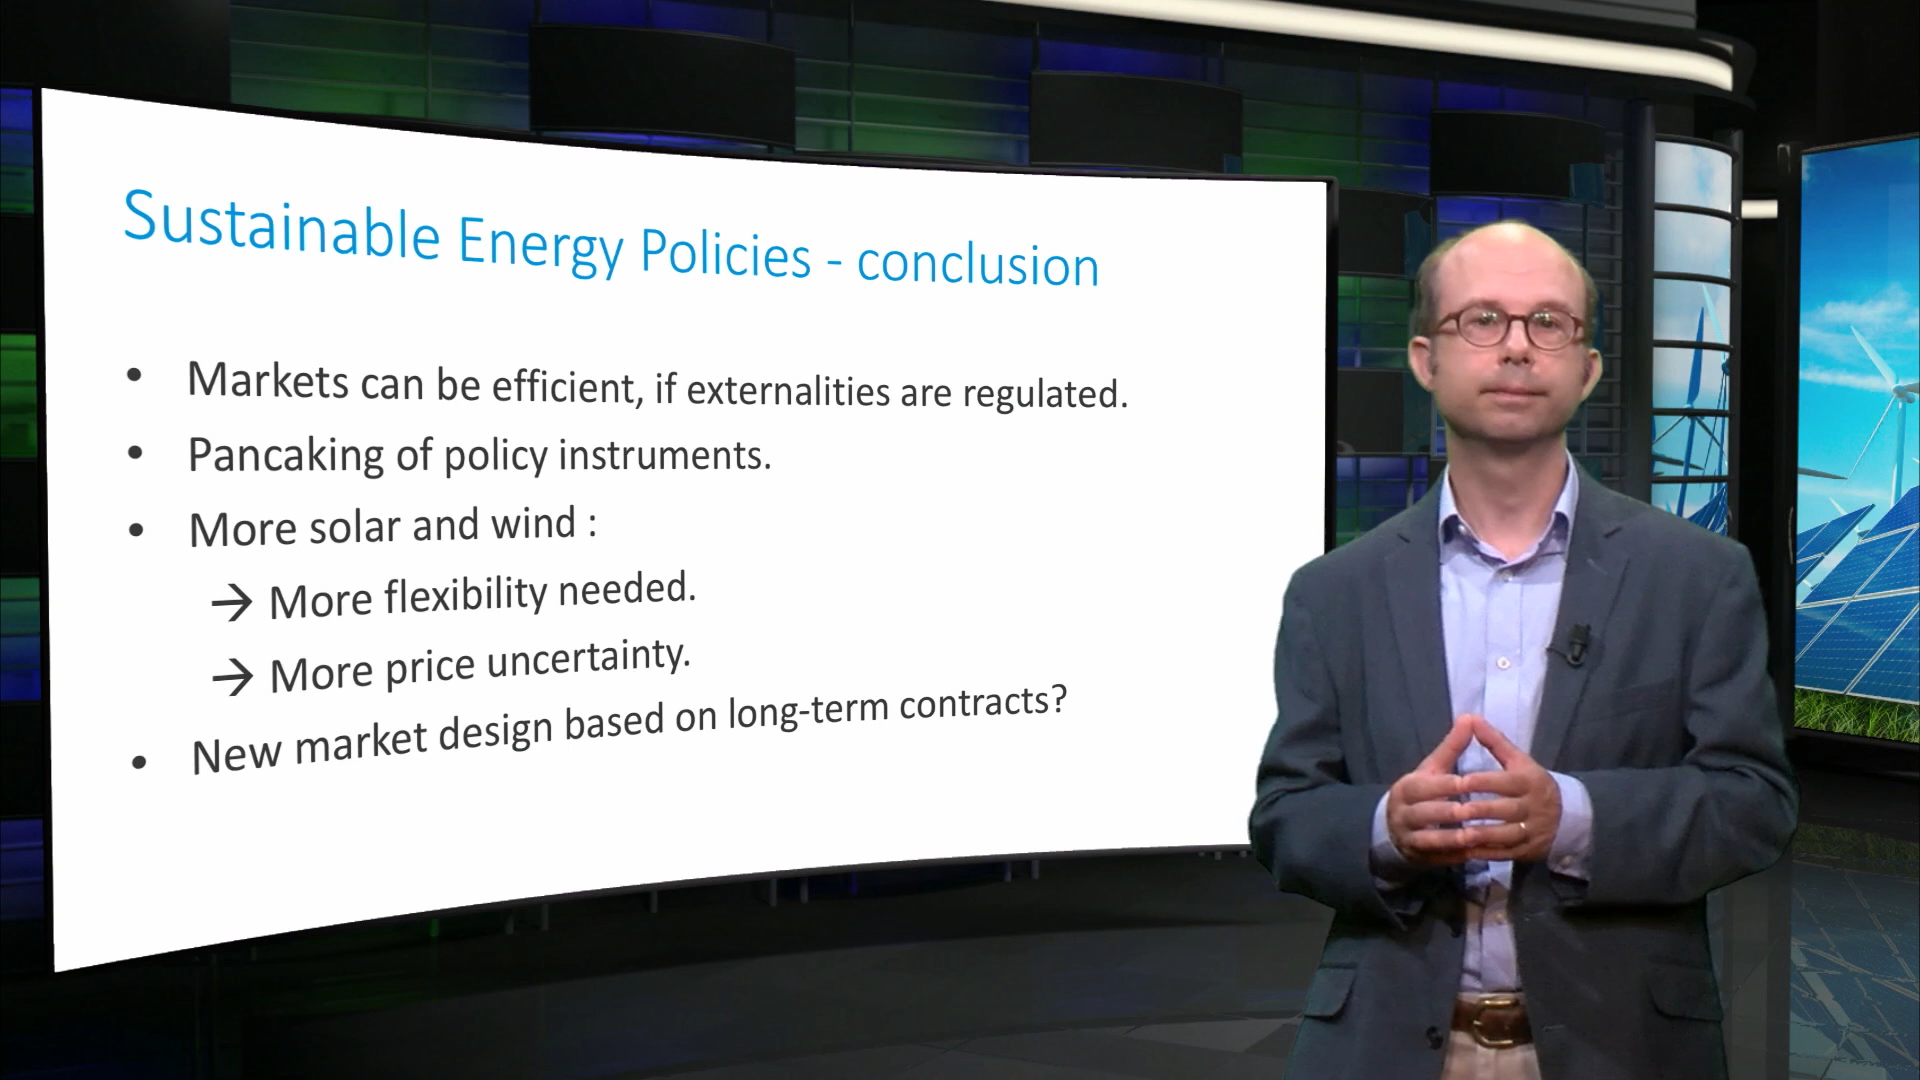 Sustainable Energy Policies - conclusion
• Markets can be efficient, if externalities are regulated.
• Pancaking of policy instruments.
• More solar and wind :
→ More flexibility needed.
→ More price uncertainty.
• New market design based on long-term contracts?